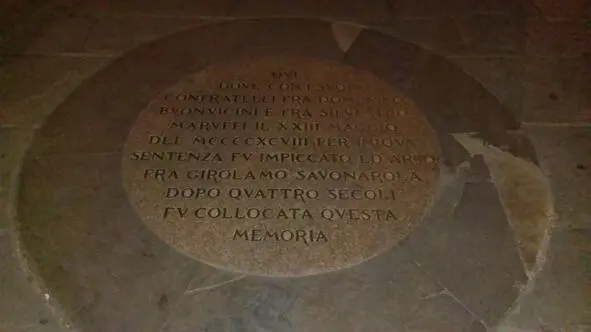 QVI
DOVE CON I SVOI
CONFRATELLI FRA DOMENICO
BVONVICINI E FRA SILVESTRO
MARVFFI IL XXIII MAGGIO
DEL MCCCCXCVIII PER INIQVA
SENTENZA FV IMPICCATO ED ARSO
FRA GIROLAMO SAVONAROLA
DOPO QVATTRO SECOLI
FV COLLOCATA QVESTA
MEMORIA